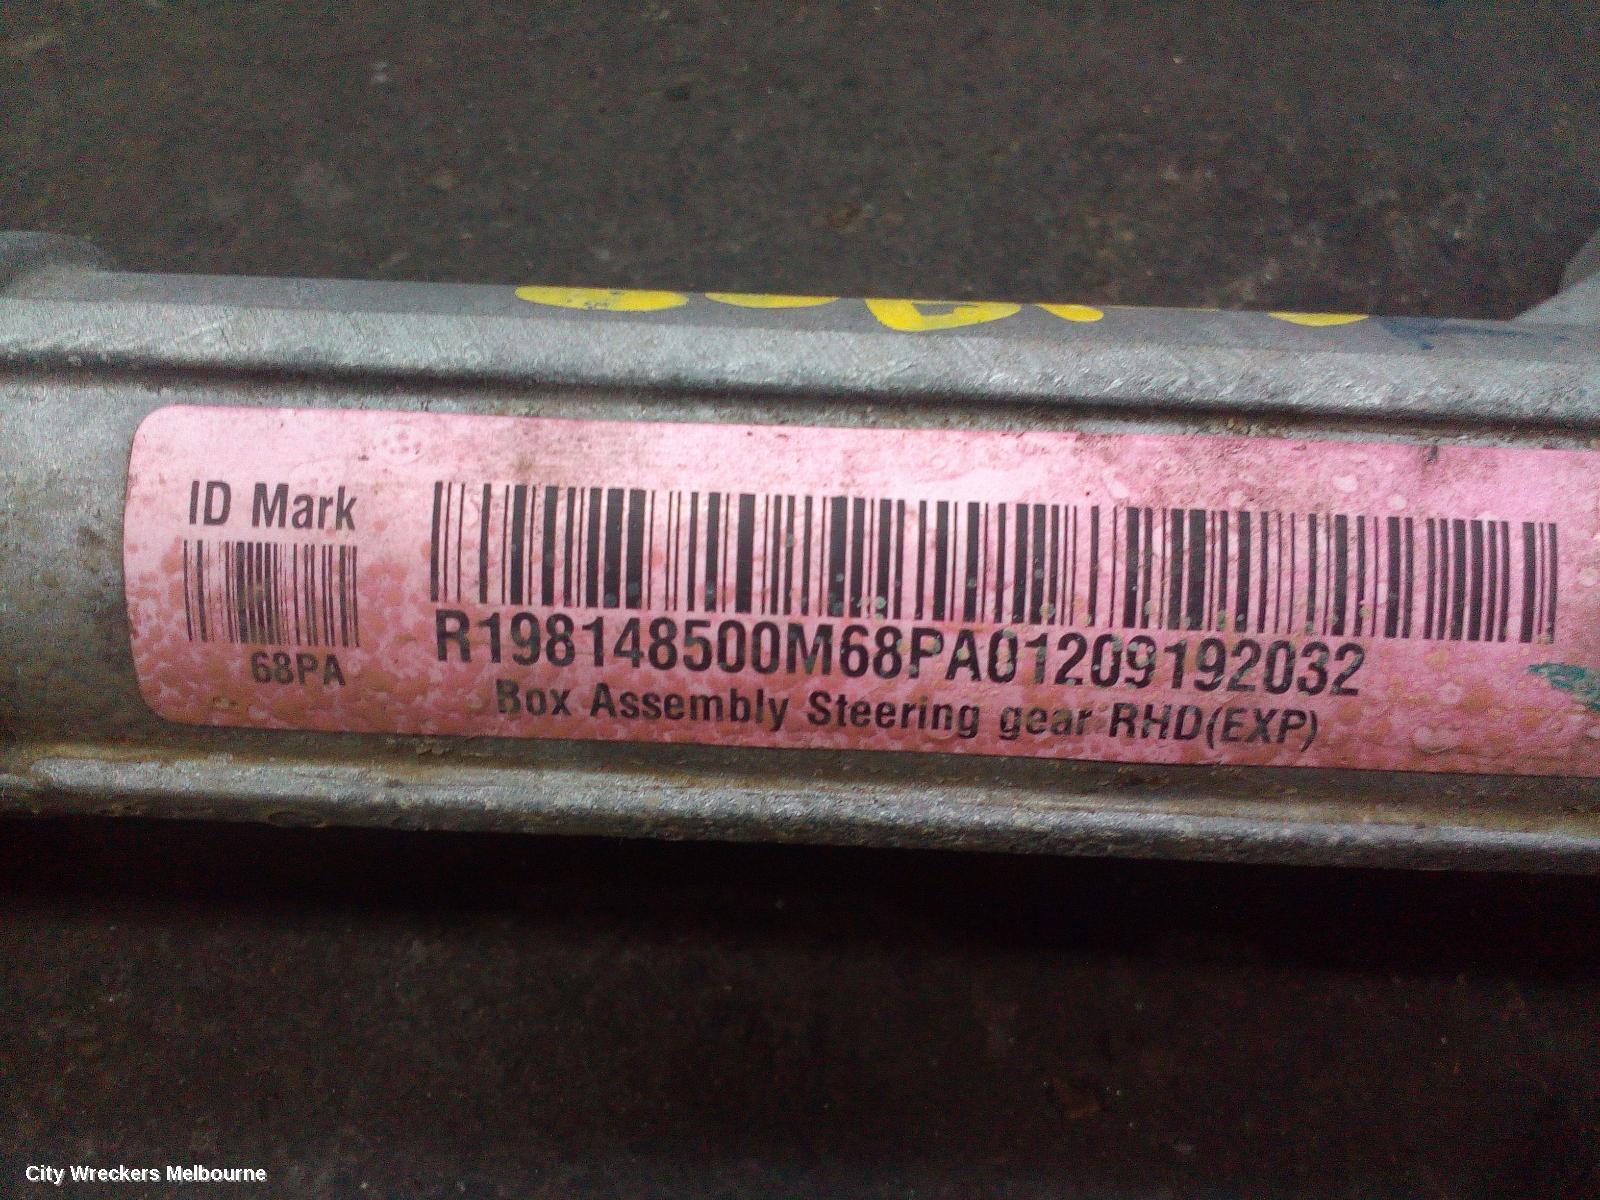 ID Mark
68PA
R198148500M68PA01209192032
Box Assembly Steering gear RHD(EXP)
City Wreckers Melbourne